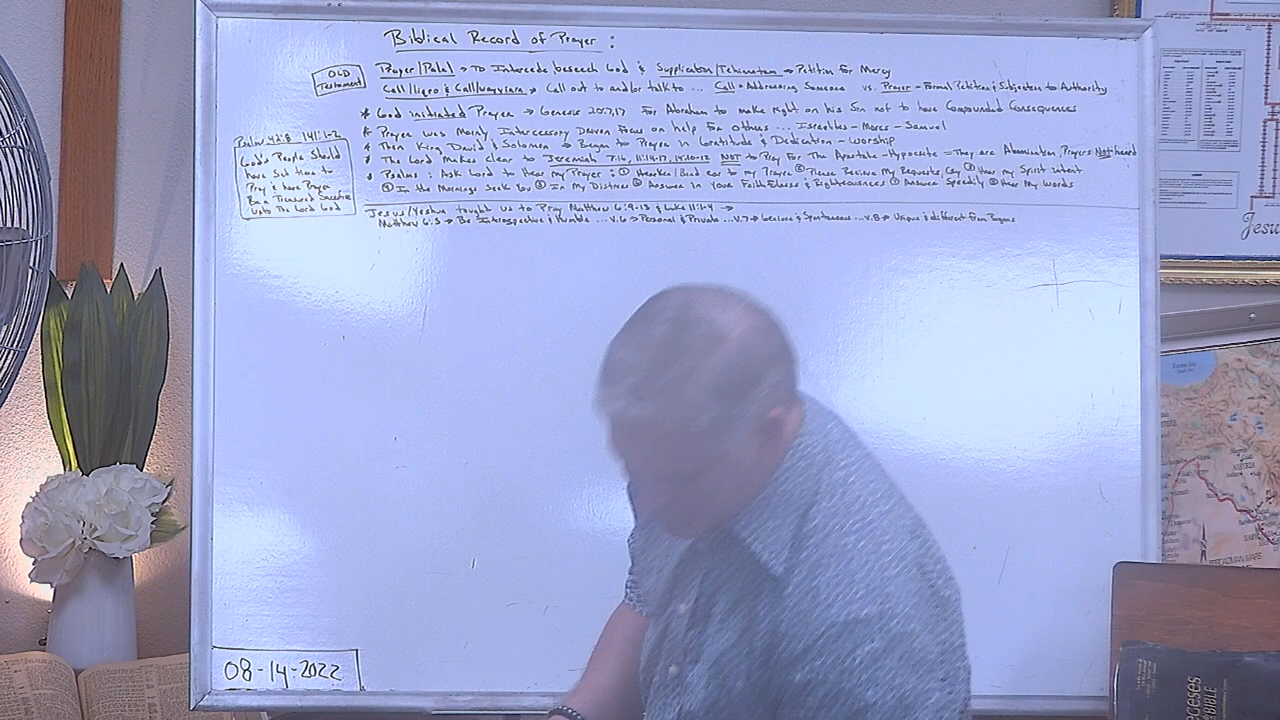 Biblical Record of Prayer :
OLD
Testament
Prayer/Palal - Intercede/beseech God & Supplication/Tehinnah → Petition for Mercy
Call out to and/or talk to ... Call - Addressing Someone vs. Prayer - Formal Petition & Subjection to Authority
* God initiated Prayer → Genesis 20:7,17 For Abraham to make right on his Sin not to have Compounded Consequences
* Prayer was Mainly Intercessory Driven Focus on help for others ... Israelites - Moses - Samuel
* Then King David & Solomon → Began to Prayer in Gratitude & Dedication - Worship
* The Lord Makes clear to Jeremiah 7:16, 11:14-17, 14:10-12 NOT to Pray For The Apostate - Hypocrite = They are Abomination, Prayers Not heard
* Psalms : Ask Lord to Hear my Prayer : ① Hearken/Bend ear to my Prayer ② Please Receive My Requests, Cry ③ Hear my Spirit intent
④ In the Mornings Seek You ⑤ In my Distress ⑥ Answer in your Faithfulness & Righteousness ⑦ Answer Speedily ⑧ Hear My Words
Psalm 42:8 141:1-2
God's People Should
have Set time to
Pray & have Prayer
Be a Treasured Sacrifice
Unto The Lord God
Jesus/Yeshua Taught us to Pray Matthew 6:9-13 & Luke 11:1-4 →
Matthew 6:5 → Be Introspective & Humble ... v.6 → Personal & Private ... v.7 → Genuine & Spontaneous ... v.8 → Unique & different From Pagans
08-14-2022
Jesu
ASSYRIA
BROADMAN MAPS
BIBLE